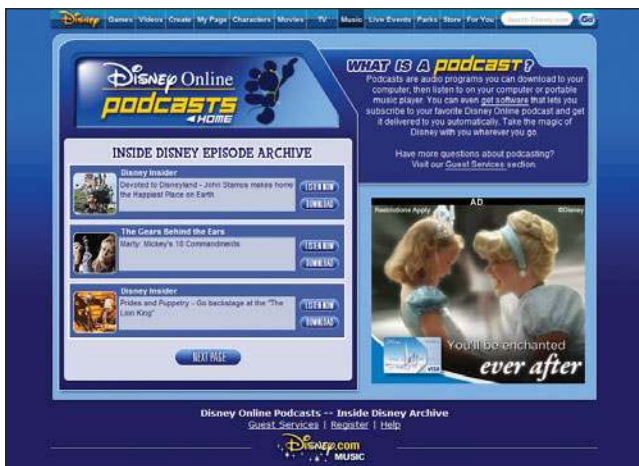 Disney Games Videos Create My Page Characters Movies TV Music Live Events Parks Store For You Search Disney.com Go
Disney Online
PODCASTS
HOME
WHAT IS A PODCAST?
Podcasts are audio programs you can download to your
computer, then listen to on your computer or portable
music player. You can even get software that lets you
subscribe to your favorite Disney Online podcast and get
it delivered to you automatically. Take the magic of
Disney with you wherever you go.
Have more questions about podcasting?
Visit our Guest Services section.
INSIDE DISNEY EPISODE ARCHIVE
Disney Insider
Devoted to Disneyland - John Stamos makes home
the Happiest Place on Earth
LISTEN NOW
DOWNLOAD
The Gears Behind the Ears
Marty: Mickey's 10 Commandments
LISTEN NOW
DOWNLOAD
Disney Insider
Prides and Puppetry - Go backstage at the "The
Lion King"
LISTEN NOW
DOWNLOAD
NEXT PAGE
AD
Restrictions Apply
©Disney
You'll be enchanted
ever after
VISA
Disney Online Podcasts -- Inside Disney Archive
Guest Services | Register | Help
Disney.com
MUSIC